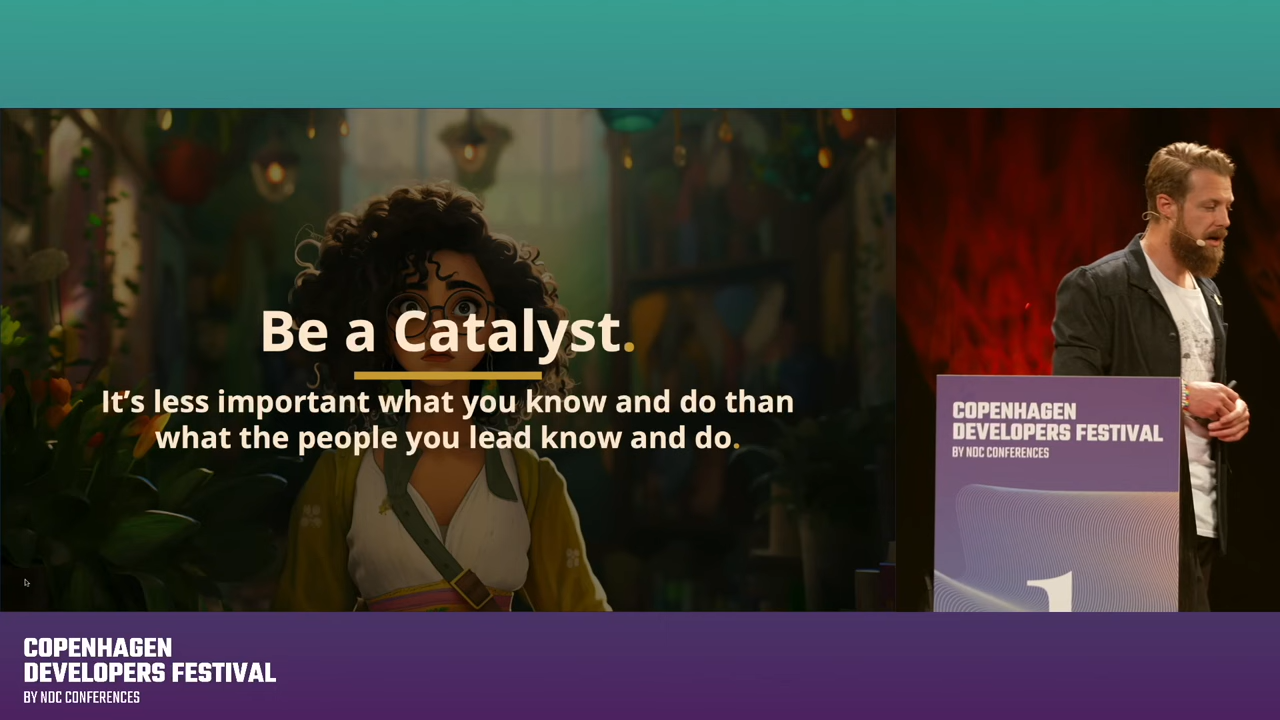 Be a Catalyst.
It's less important what you know and do than
what the people you lead know and do.
COPENHAGEN
DEVELOPERS FESTIVAL
BY NDC CONFERENCES
1
COPENHAGEN
DEVELOPERS FESTIVAL
BY NDC CONFERENCES